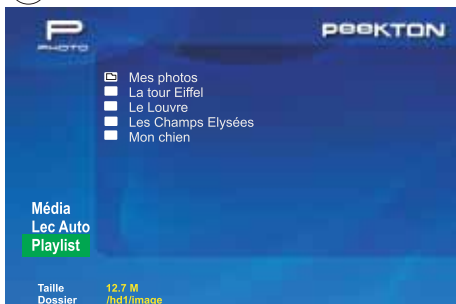 P
PHOTO
PEEKTON
Mes photos
La tour Eiffel
Le Louvre
Les Champs Elysées
Mon chien
Média
Lec Auto
Playlist
Taille 12.7 M
Dossier /hd1/image